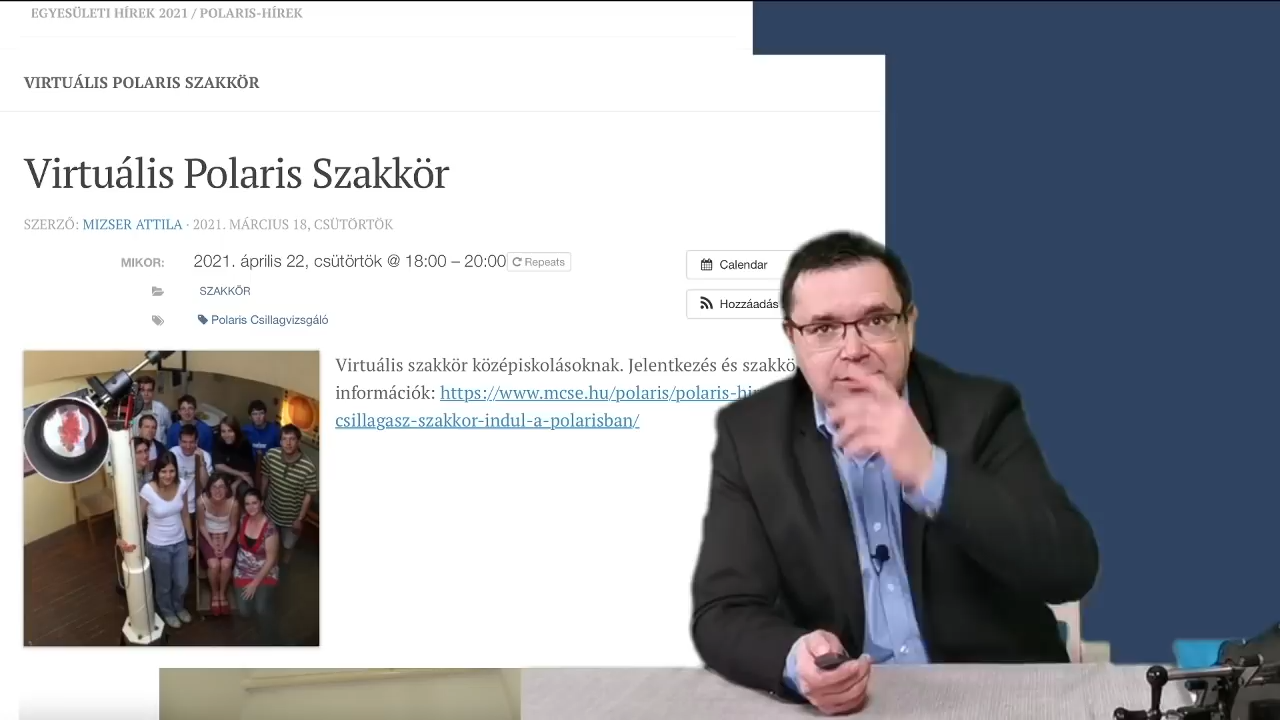 EGYESÜLETI HÍREK 2021 / POLARIS-HÍREK
VIRTUÁLIS POLARIS SZAKKÖR
Virtuális Polaris Szakkör
SZERZŐ: MIZSER ATTILA · 2021. MÁRCIUS 18, CSÜTÖRTÖK
MIKOR: 2021. április 22, csütörtök @ 18:00 – 20:00 Repeats
Calendar
SZAKKÖR
Hozzáadás
Polaris Csillagvizsgáló
Virtuális szakkör középiskolásoknak. Jelentkezés és szakkö
információk: https://www.mcse.hu/polaris/polaris-hi
csillagasz-szakkor-indul-a-polarisban/